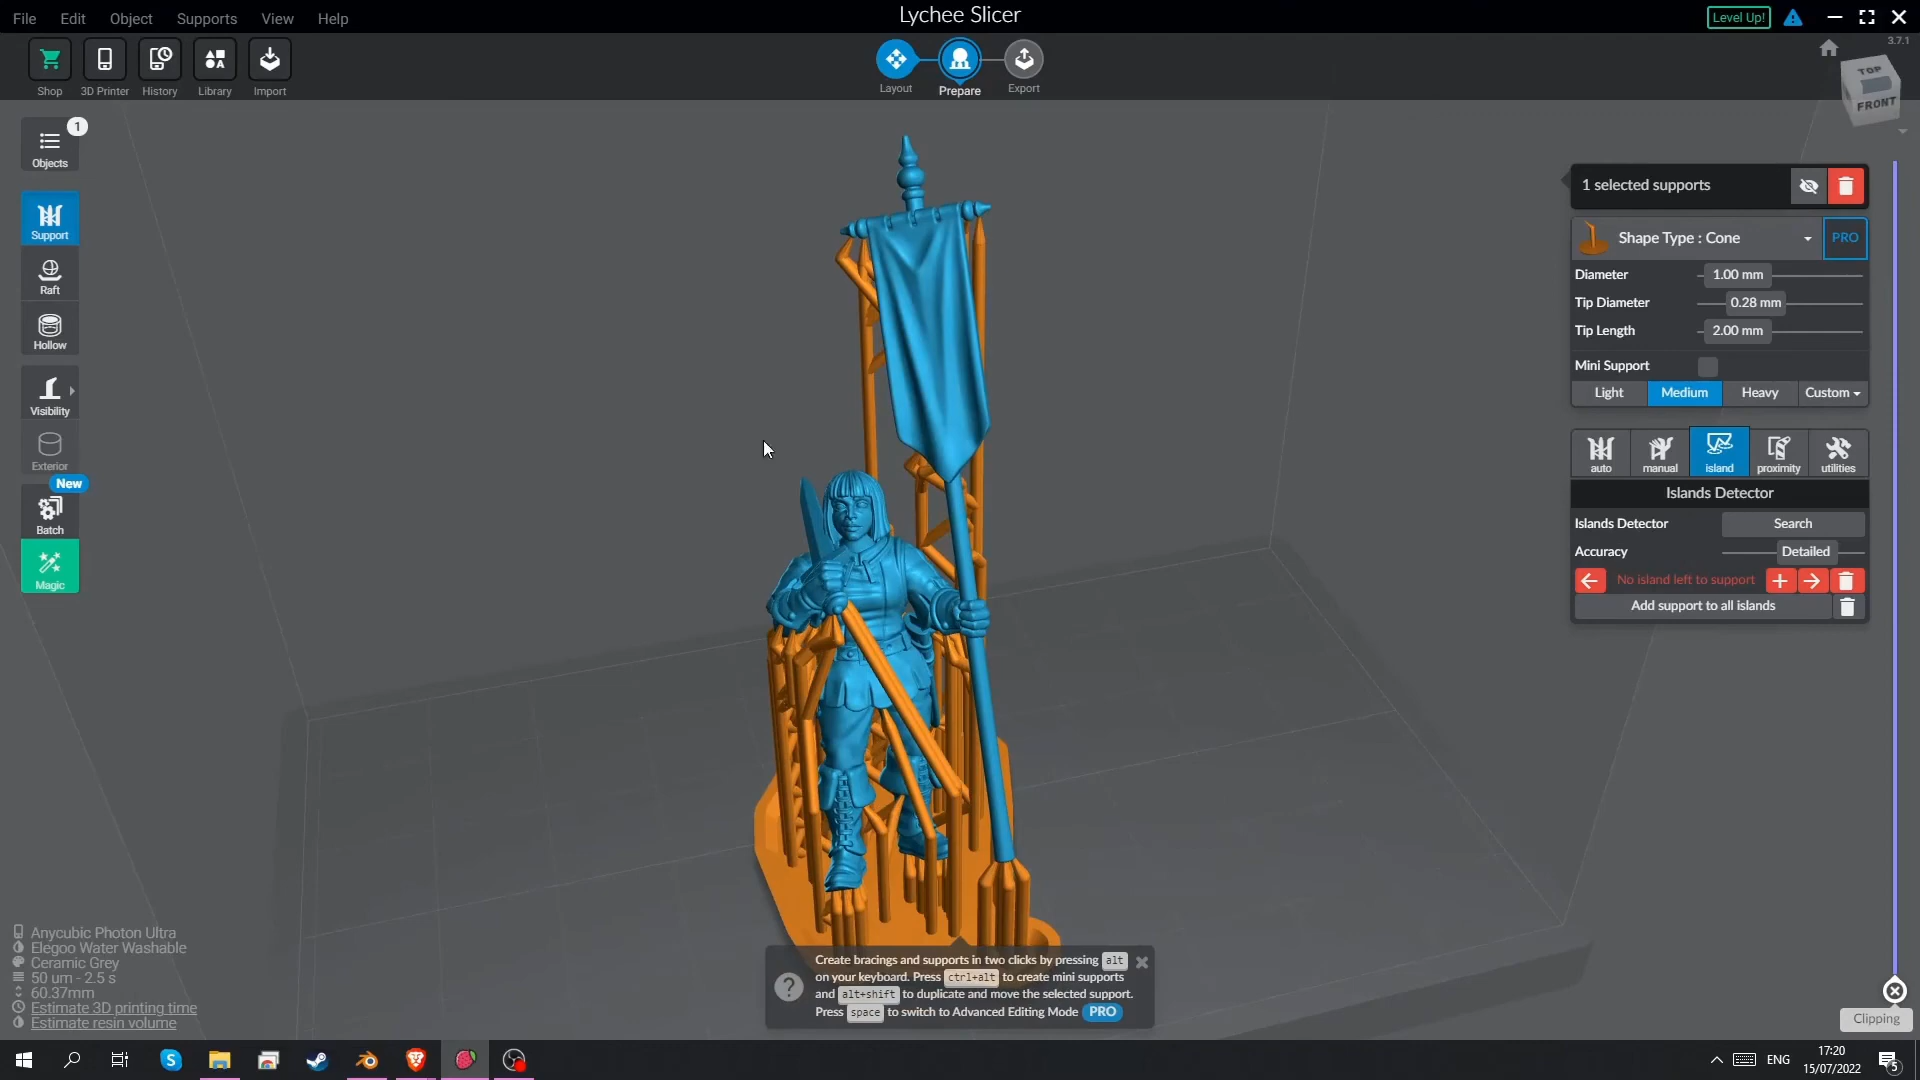 File Edit Object Supports View Help
Lychee Slicer
Level Up!
3.7.1
Shop 3D Printer History Library Import
Layout Prepare Export
TOP
FRONT
1
Objects
Support
Raft
Hollow
Visibility
Exterior
New
Batch
Magic
1 selected supports
Shape Type : Cone PRO
Diameter 1.00 mm
Tip Diameter 0.28 mm
Tip Length 2.00 mm
Mini Support
Light Medium Heavy Custom
auto manual island proximity utilities
Islands Detector
Islands Detector Search
Accuracy Detailed
No island left to support
Add support to all islands
Anycubic Photon Ultra
Elegoo Water Washable
Ceramic Grey
50 um - 2.5 s
60.37mm
Estimate 3D printing time
Estimate resin volume
Create bracings and supports in two clicks by pressing alt
on your keyboard. Press ctrl+alt to create mini supports
and alt+shift to duplicate and move the selected support.
Press space to switch to Advanced Editing Mode PRO
Clipping
ENG
17:20
15/07/2022
5